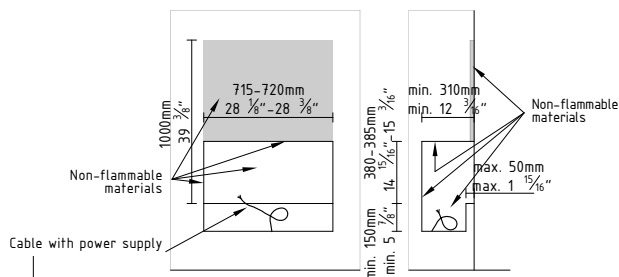 715-720mm
28 ⅛"-28 ⅜"
1000mm
39 ⅜"
Non-flammable
materials
Cable with power supply
380-385mm
14 15/16"-15 3/16"
min. 150mm
min. 5 ⅞"
min. 310mm
min. 12 3/16"
Non-flammable
materials
max. 50mm
max. 1 15/16"